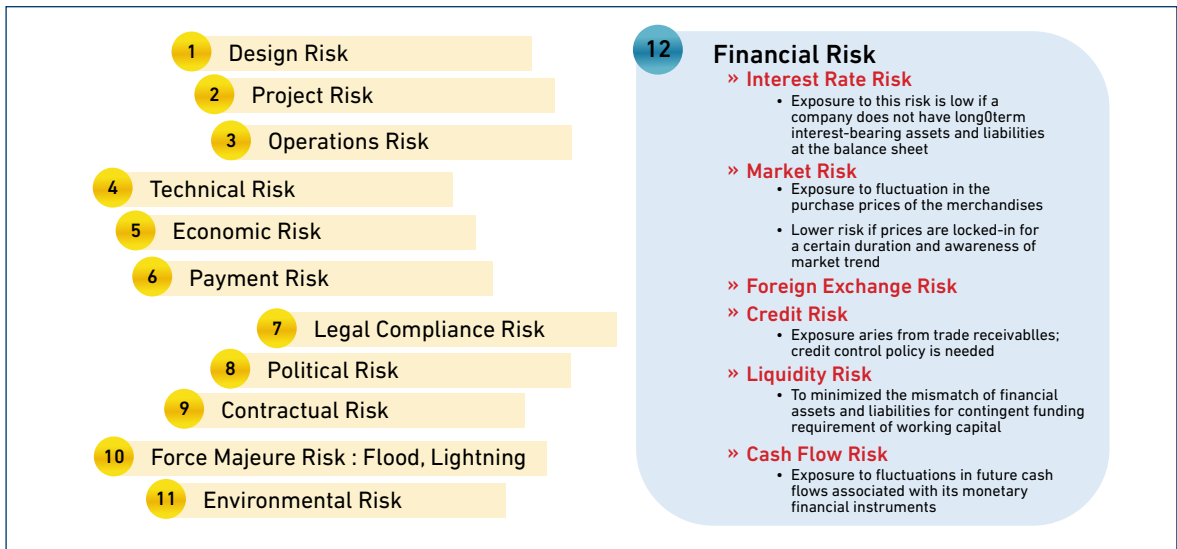 1 Design Risk
2 Project Risk
3 Operations Risk
4 Technical Risk
5 Economic Risk
6 Payment Risk
7 Legal Compliance Risk
8 Political Risk
9 Contractual Risk
10 Force Majeure Risk : Flood, Lightning
11 Environmental Risk
12 Financial Risk
» Interest Rate Risk
• Exposure to this risk is low if a
company does not have long0term
interest-bearing assets and liabilities
at the balance sheet
» Market Risk
• Exposure to fluctuation in the
purchase prices of the merchandises
• Lower risk if prices are locked-in for
a certain duration and awareness of
market trend
» Foreign Exchange Risk
» Credit Risk
• Exposure aries from trade receivablles;
credit control policy is needed
» Liquidity Risk
• To minimized the mismatch of financial
assets and liabilities for contingent funding
requirement of working capital
» Cash Flow Risk
• Exposure to fluctuations in future cash
flows associated with its monetary
financial instruments